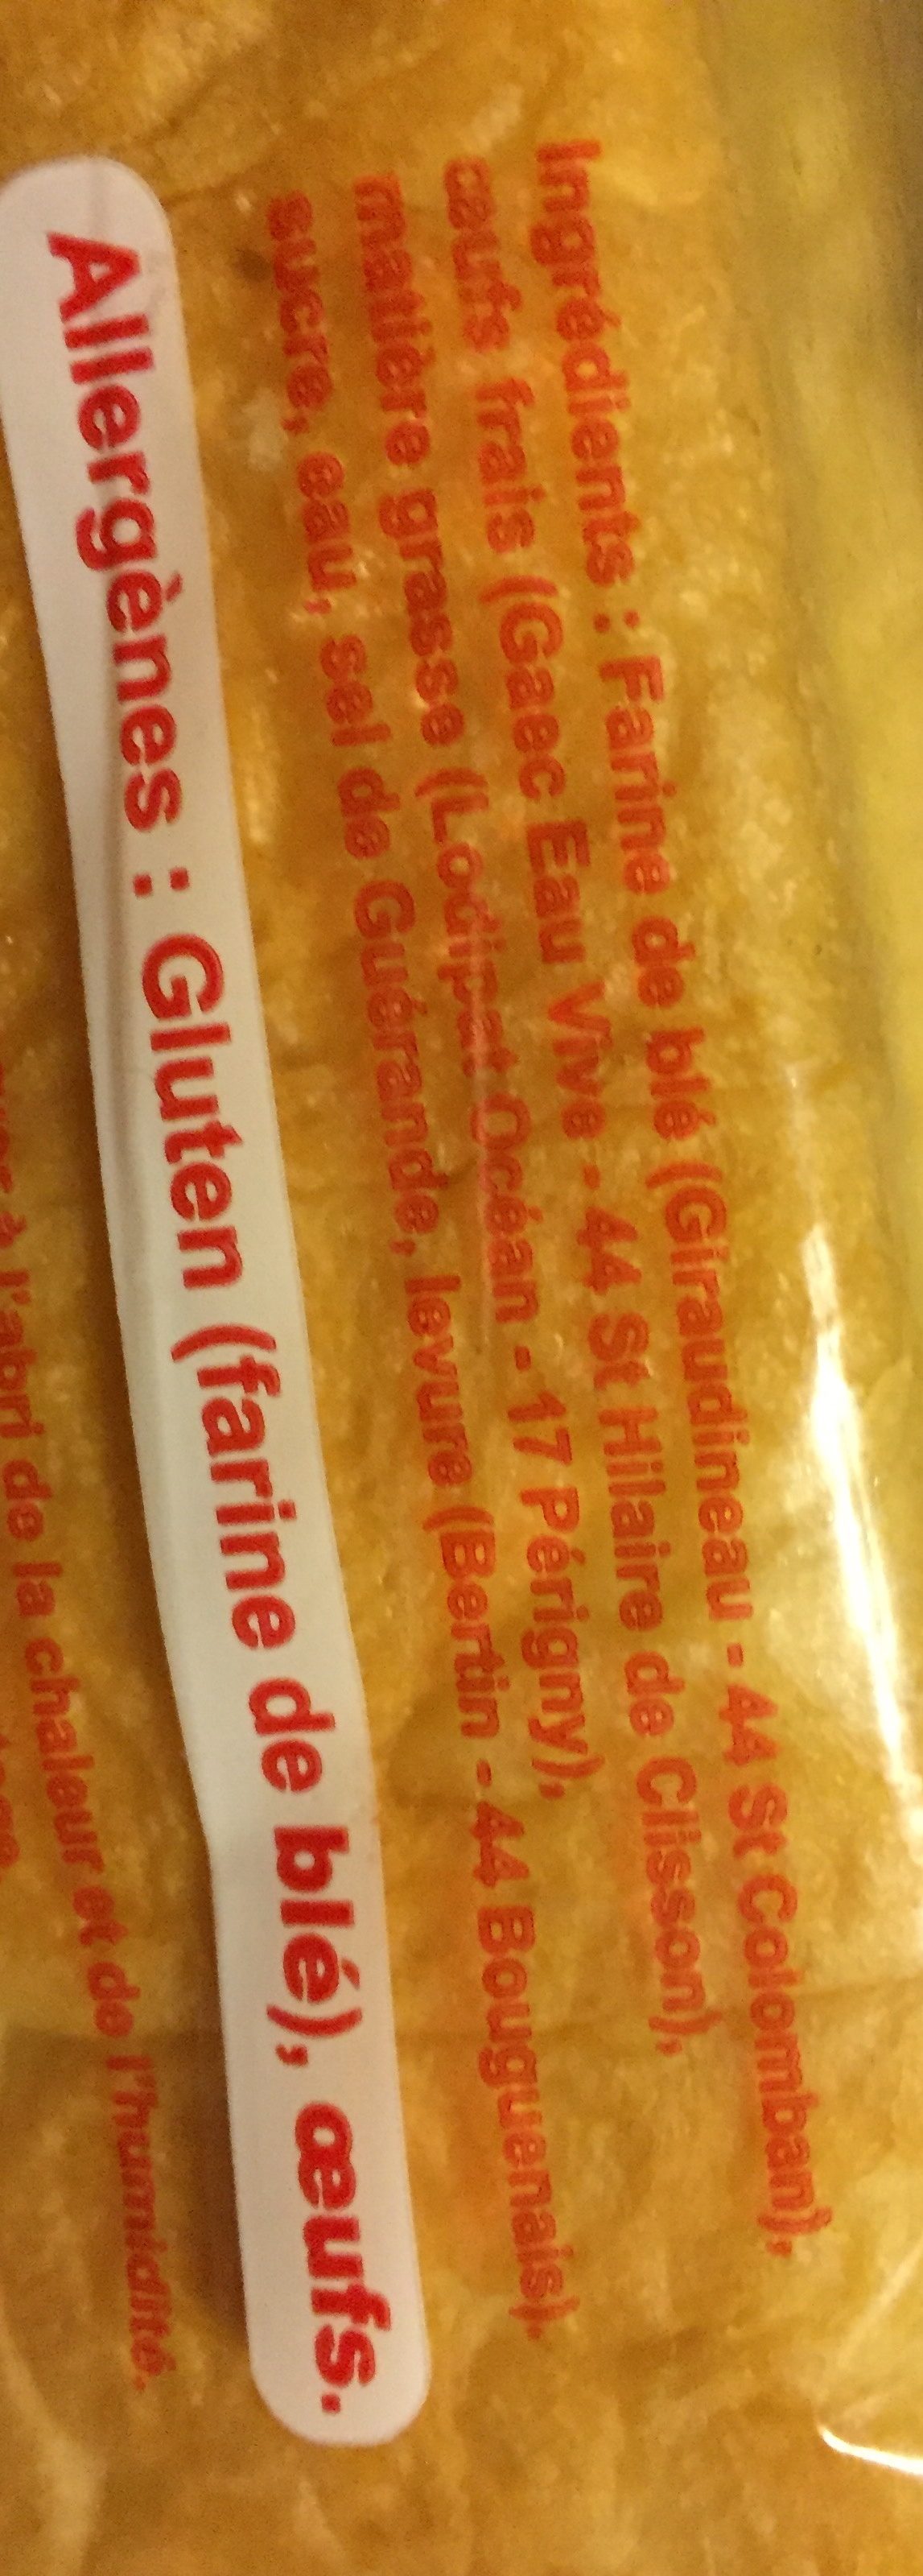 Ingrédients : Farine de blé (Giraudineau - 44 St Colomban),
œufs frais (Gaec Eau Vive - 44 St Hilaire de Clisson),
matière grasse (Lodipat Océan - 17 Périgny),
sucre, eau, sel de Guérande, levure (Bertin - 44 Bouguenais).
Allergènes : Gluten (farine de blé), œufs.
à l'abri de la chaleur et de l'humidité.